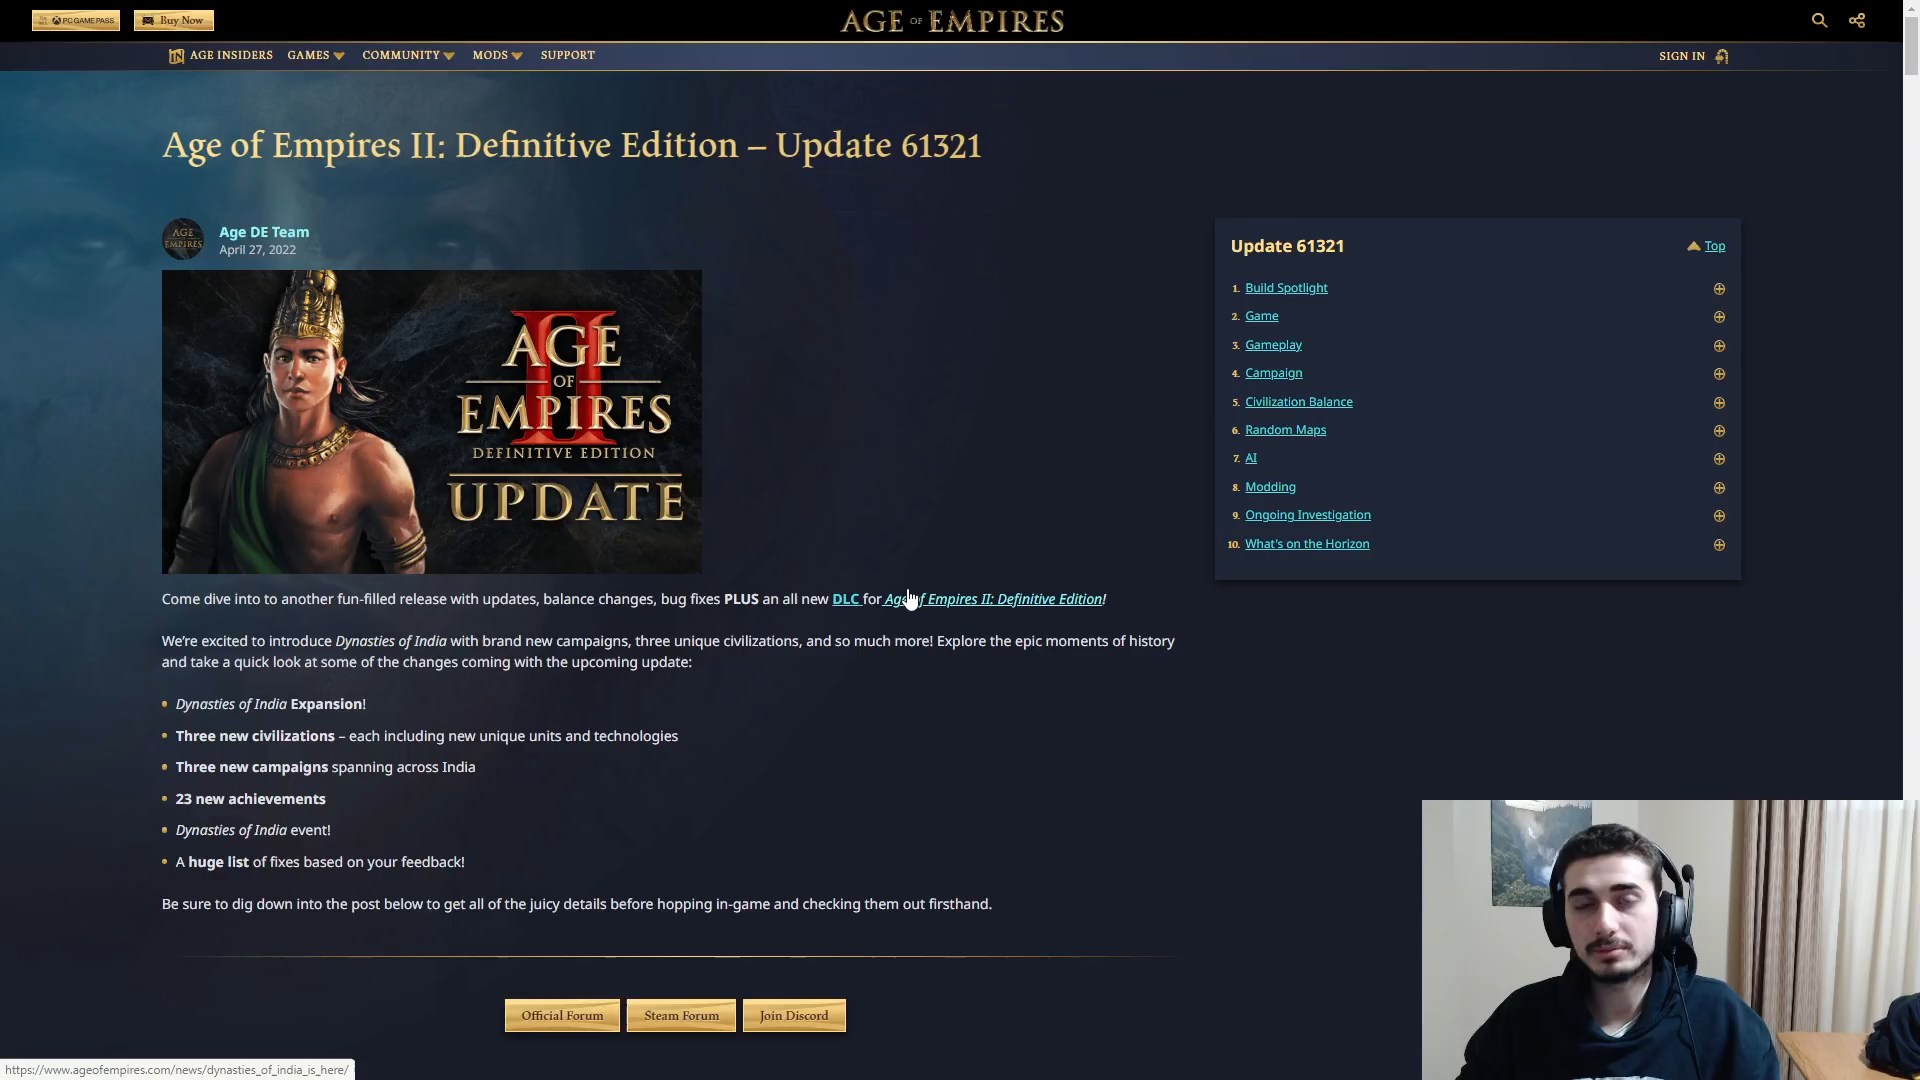 PC GAME PASS
Buy Now
AGE OF EMPIRES
AGE INSIDERS
GAMES
COMMUNITY
MODS
SUPPORT
SIGN IN
Age of Empires II: Definitive Edition – Update 61321
AGE
EMPIRES
Age DE Team
April 27, 2022
AGE
OF
EMPIRES
II
DEFINITIVE EDITION
UPDATE
Come dive into to another fun-filled release with updates, balance changes, bug fixes PLUS an all new DLC for Age of Empires II: Definitive Edition!
We’re excited to introduce Dynasties of India with brand new campaigns, three unique civilizations, and so much more! Explore the epic moments of history
and take a quick look at some of the changes coming with the upcoming update:
Dynasties of India Expansion!
Three new civilizations – each including new unique units and technologies
Three new campaigns spanning across India
23 new achievements
Dynasties of India event!
A huge list of fixes based on your feedback!
Be sure to dig down into the post below to get all of the juicy details before hopping in-game and checking them out firsthand.
Official Forum
Steam Forum
Join Discord
Update 61321
Top
1. Build Spotlight
2. Game
3. Gameplay
4. Campaign
5. Civilization Balance
6. Random Maps
7. AI
8. Modding
9. Ongoing Investigation
10. What's on the Horizon
https://www.ageofempires.com/news/dynasties_of_india_is_here/